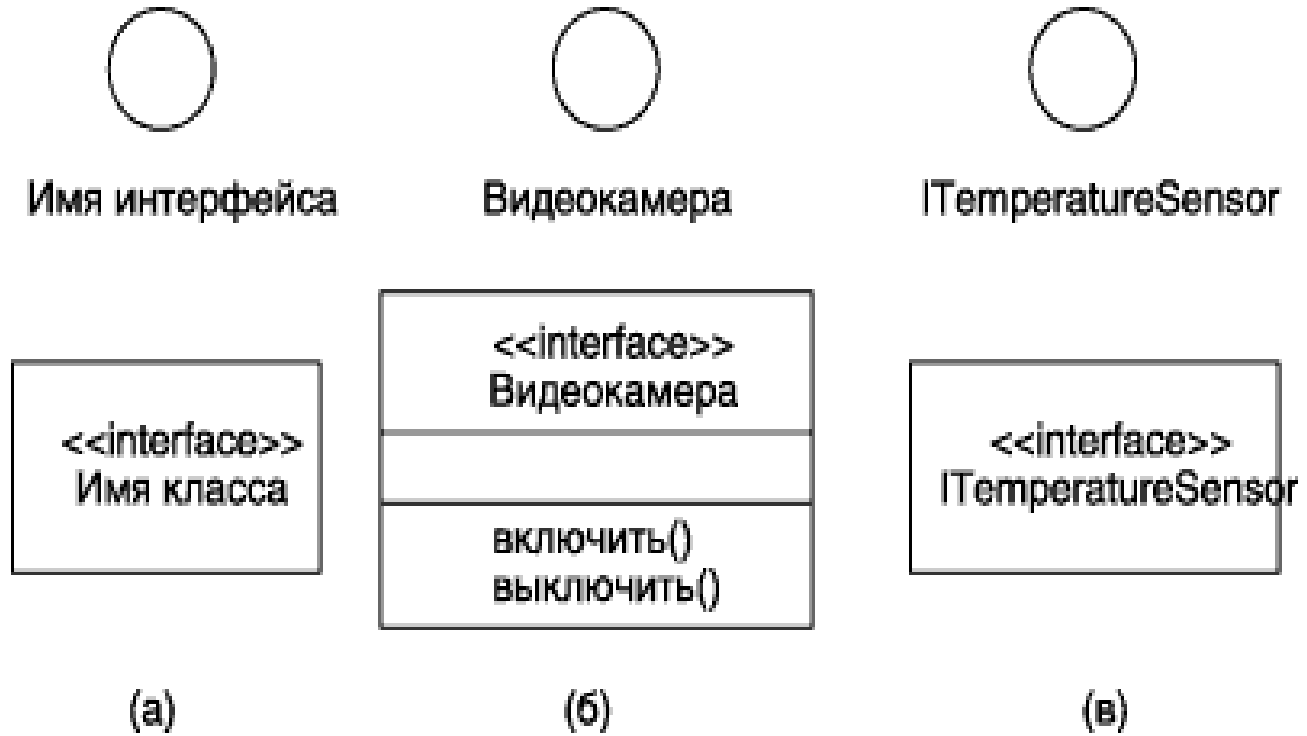 Имя интерфейса
Видеокамера
ITemperatureSensor
<<interface>>
Имя класса
<<interface>>
Видеокамера
включить()
выключить()
<<interface>>
ITemperatureSensor
(а)
(б)
(в)